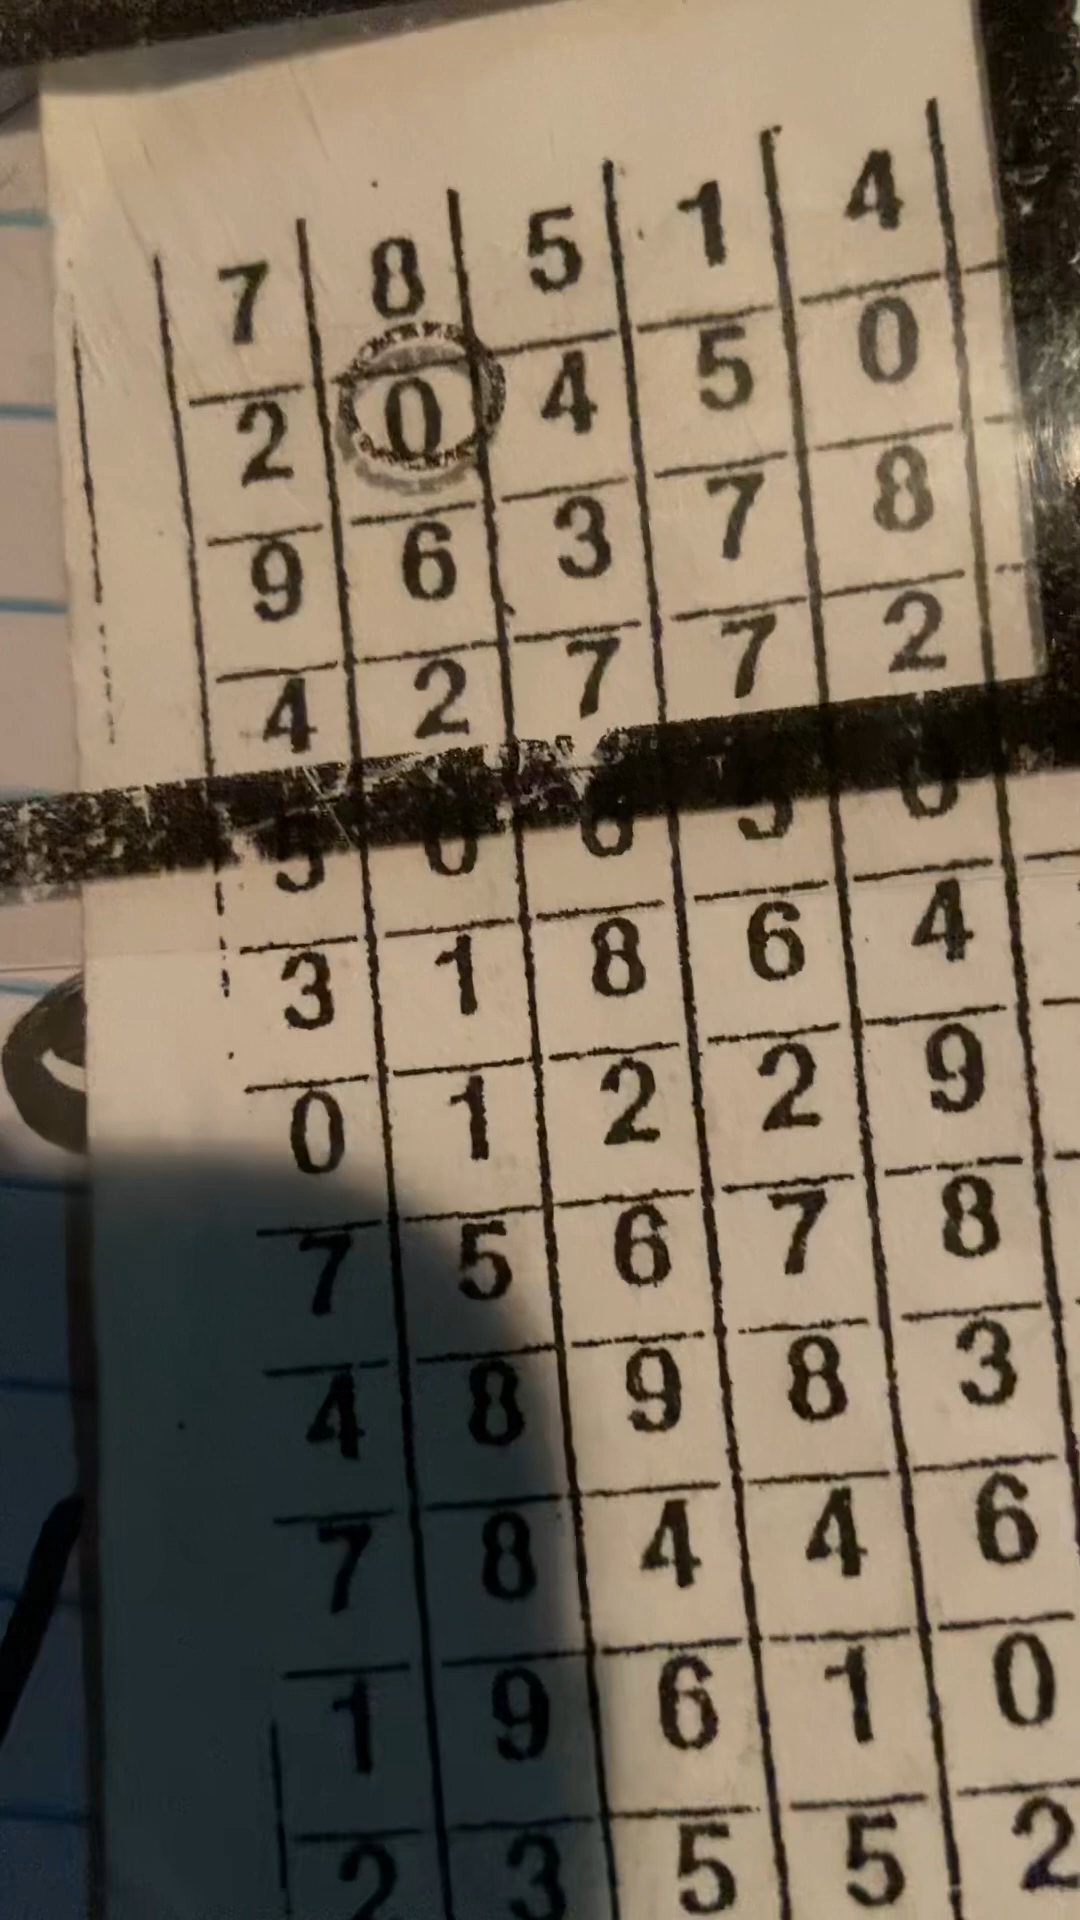 7 8 5 1 4
2 0 4 5 0
9 6 3 7 8
4 2 7 7 2
3 1 8 6 4
0 1 2 2 9
7 5 6 7 8
4 8 9 8 3
7 8 4 4 6
1 9 6 1 0
2 3 5 5 2